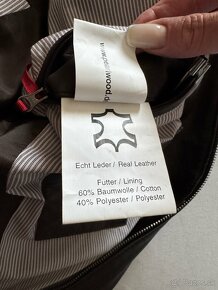 Echt Leder / Real Leather
Futter / Lining
60% Baumwolle / Cotton
40% Polyester / Polyester